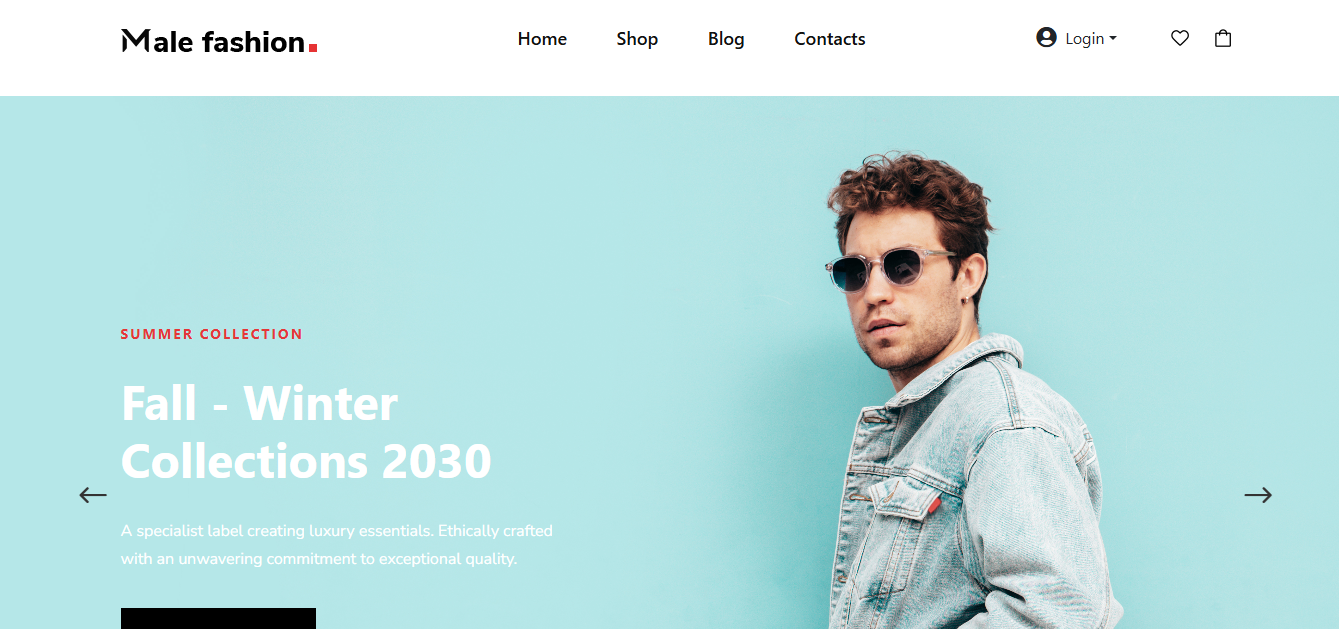 Male fashion.
Home Shop Blog Contacts Login
SUMMER COLLECTION
Fall - Winter
Collections 2030
A specialist label creating luxury essentials. Ethically crafted
with an unwavering commitment to exceptional quality.